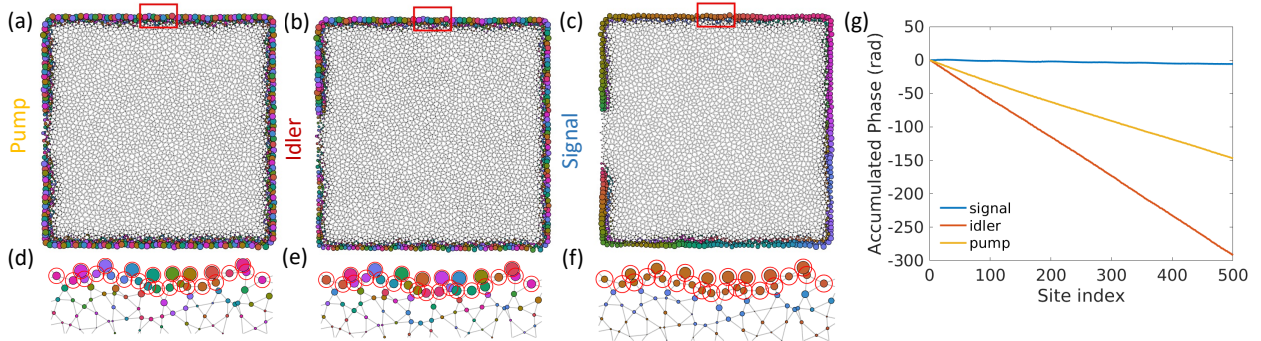 (a)
(b)
(c)
(g)
Pump
Idler
Signal
(d)
(e)
(f)
Accumulated Phase (rad)
50
0
-50
-100
-150
-200
-250
-300
signal
idler
pump
0
100
200
300
400
500
Site index